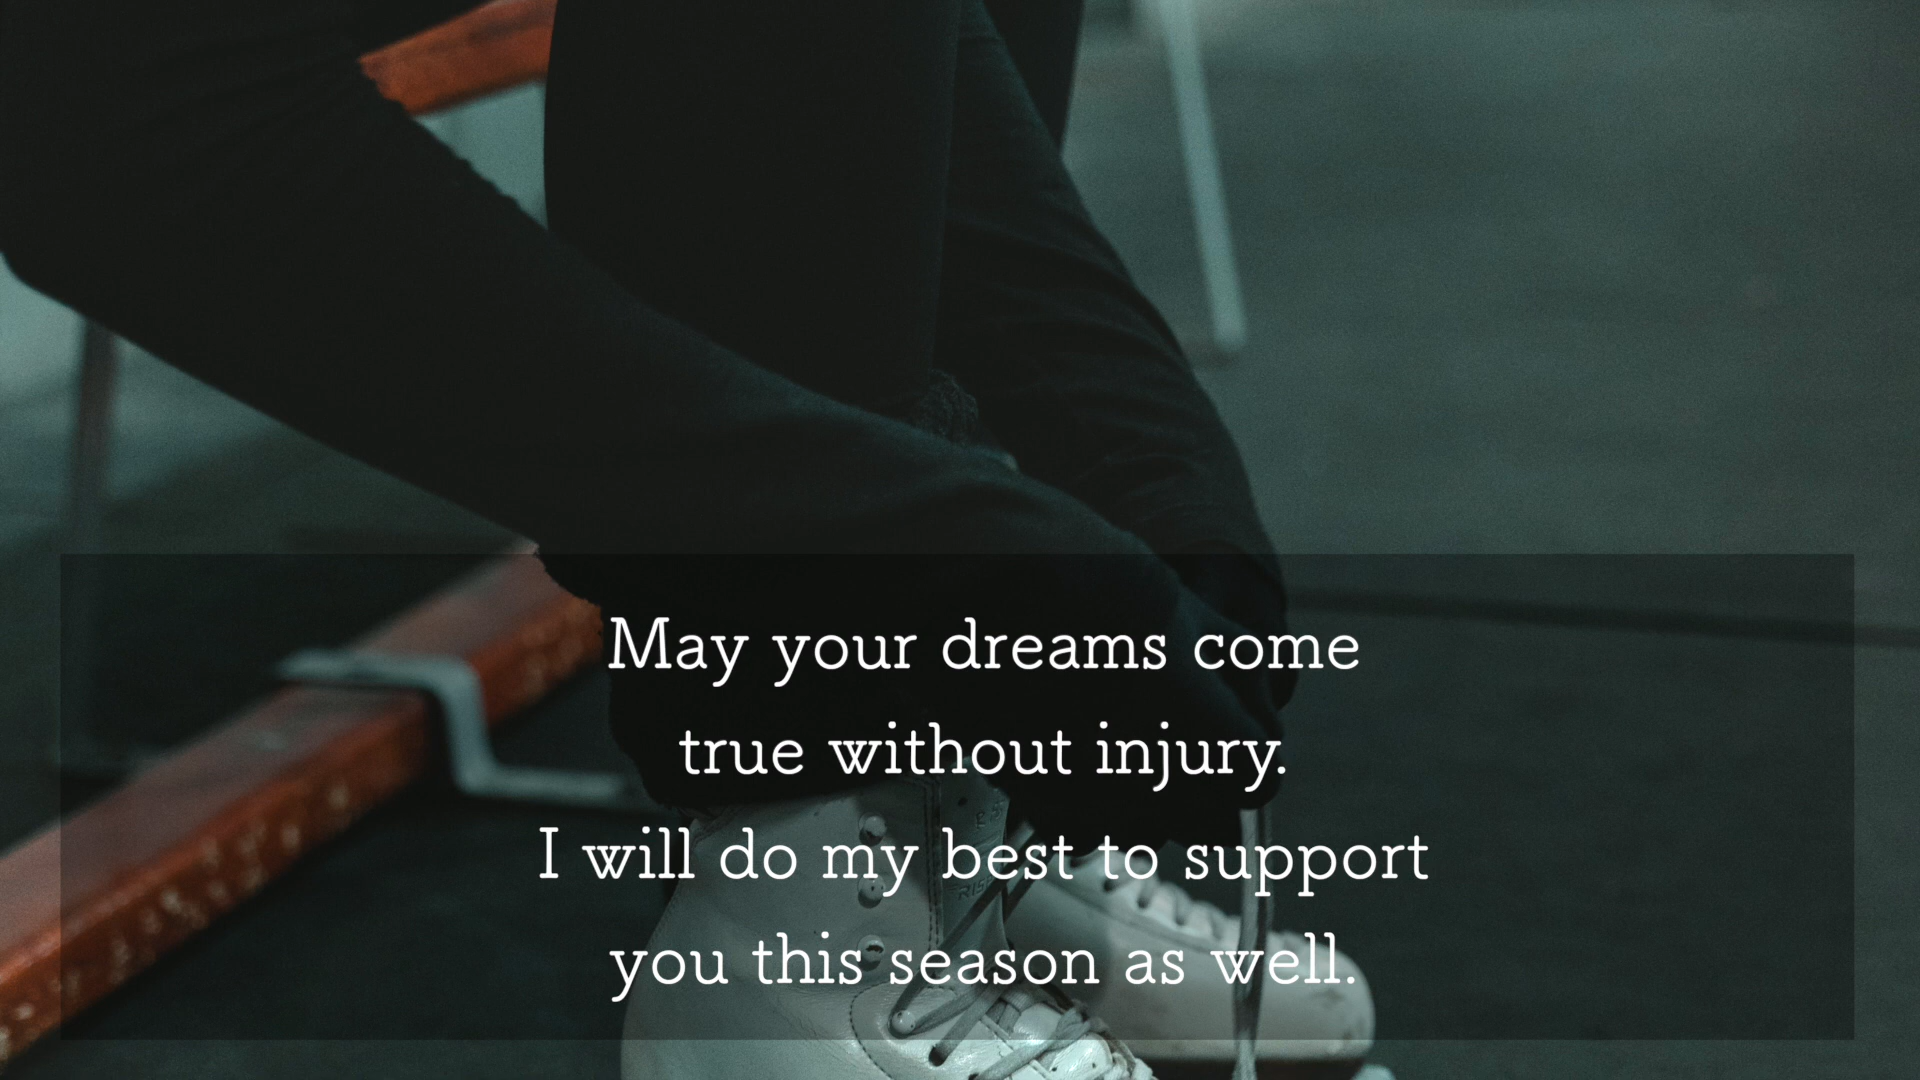 May your dreams come
true without injury.
I will do my best to support
you this season as well.